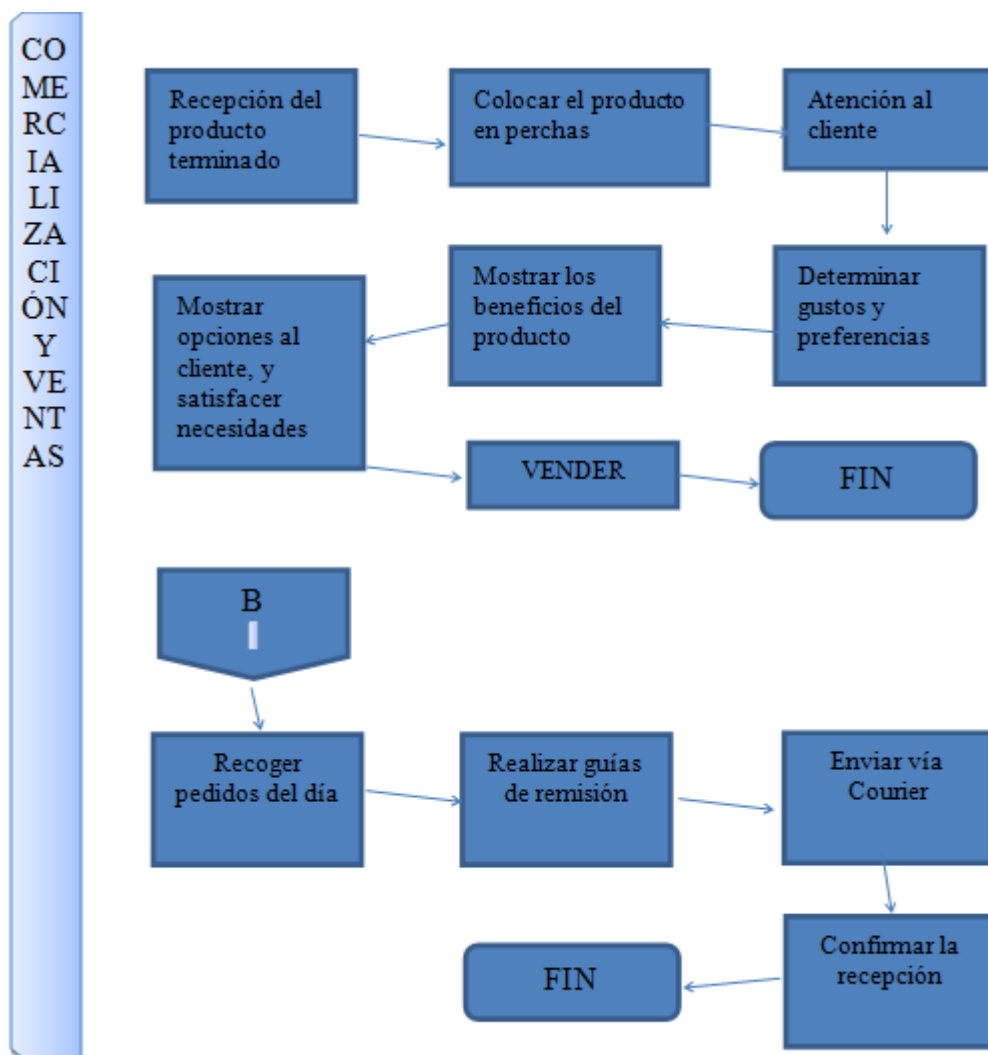 CO
ME
RC
IA
LI
ZA
CI
ÓN
Y
VE
NT
AS
Recepción del
producto
terminado
Colocar el producto
en perchas
Atención al
cliente
Determinar
gustos y
preferencias
Mostrar los
beneficios del
producto
Mostrar
opciones al
cliente, y
satisfacer
necesidades
VENDER
FIN
B
Recoger
pedidos del día
Realizar guías
de remisión
Enviar vía
Courier
Confirmar la
recepción
FIN